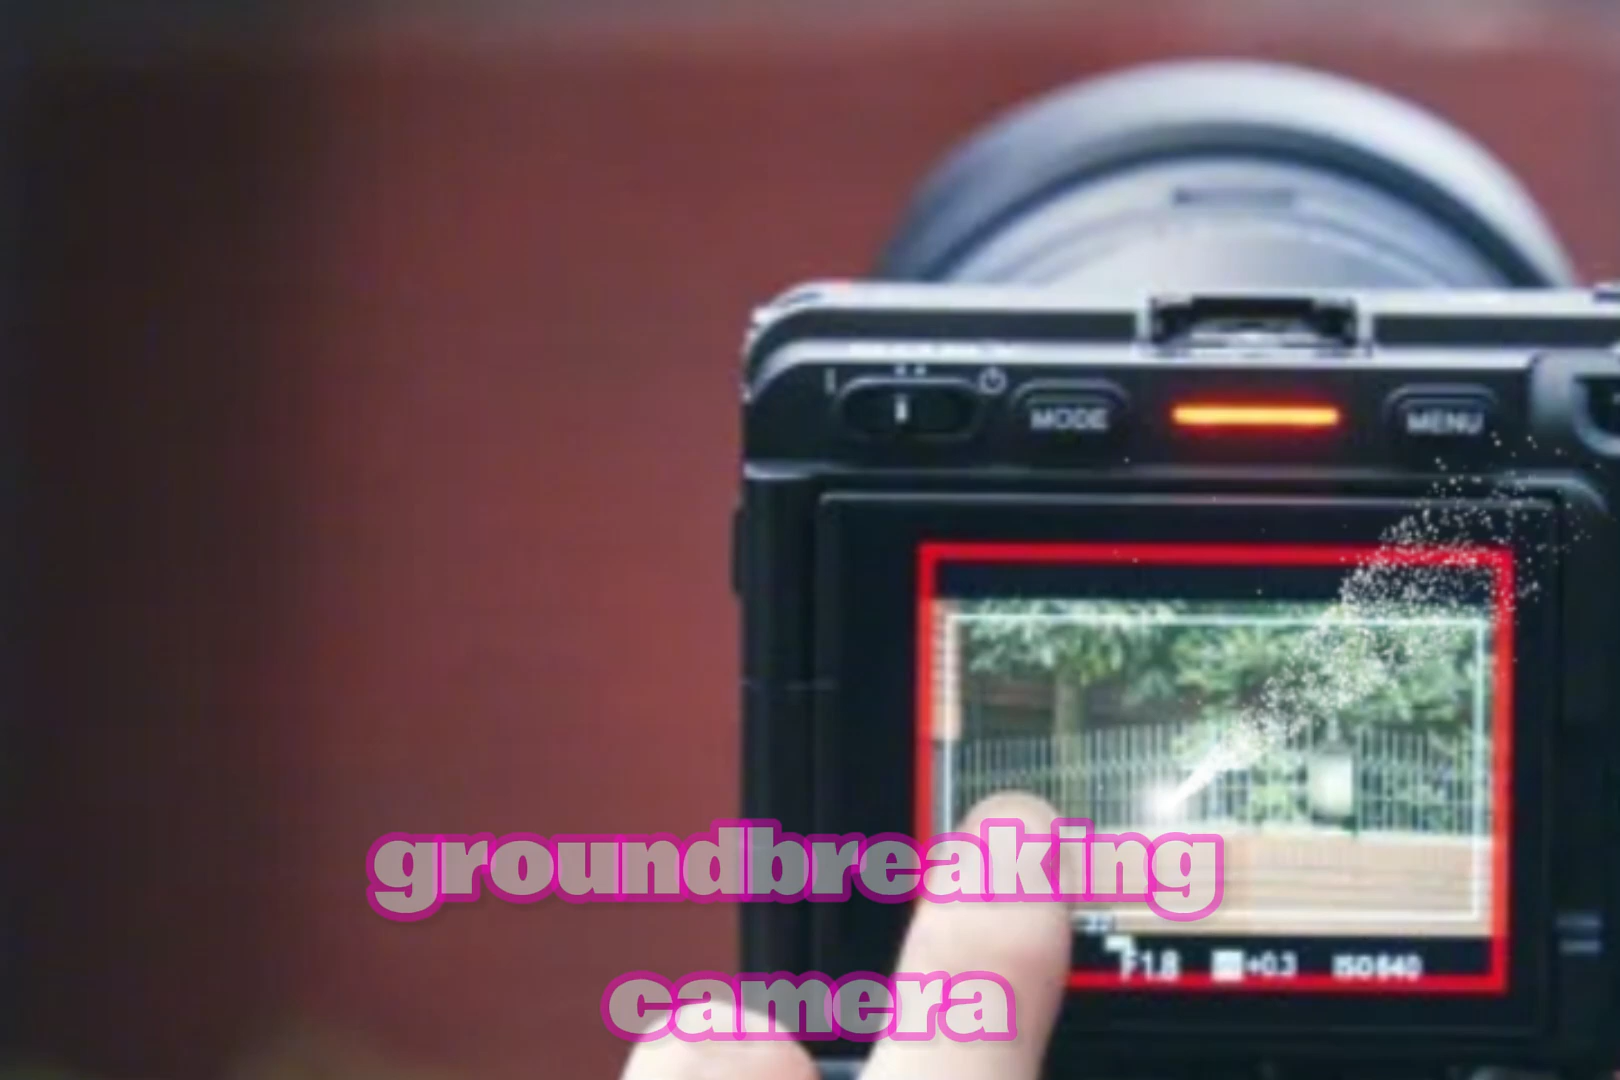 MODE
MENU
F1.8 +0.3 ISO 640
groundbreaking
camera